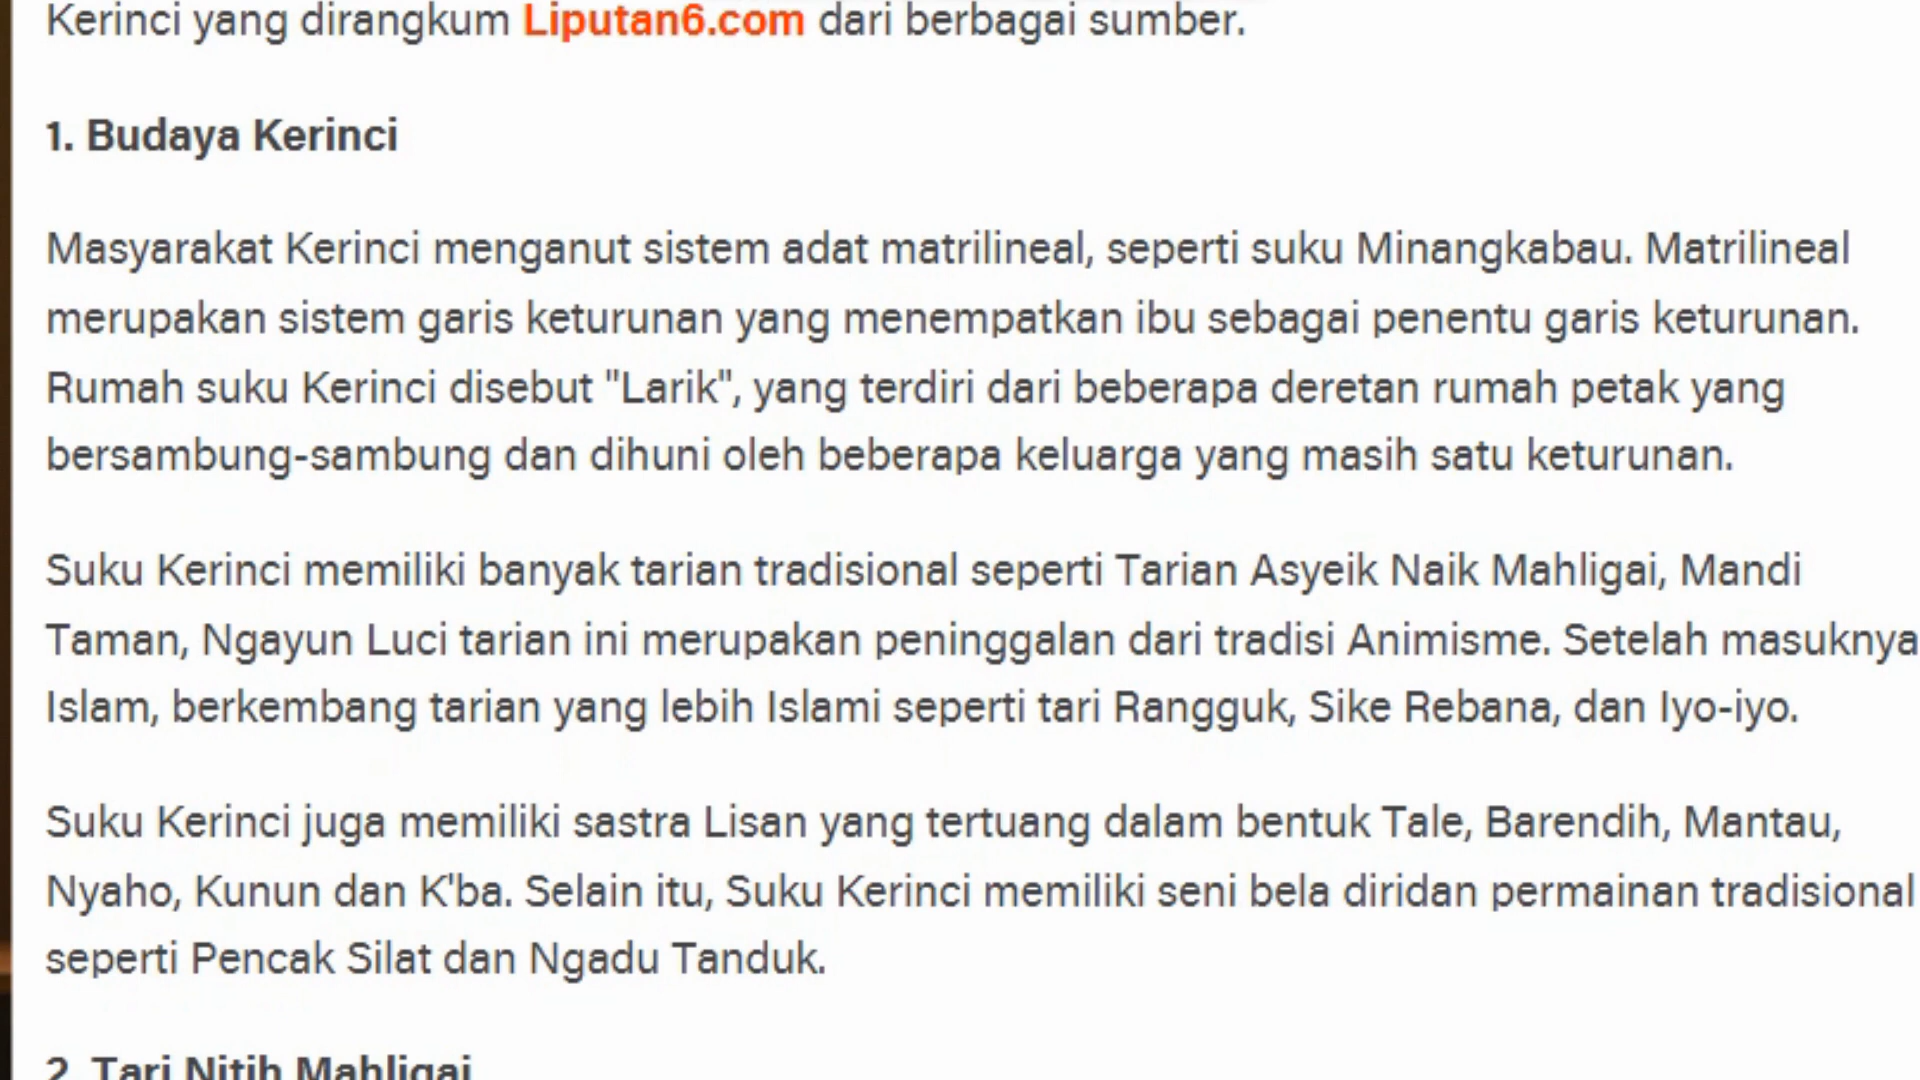 Kerinci yang dirangkum Liputan6.com dari berbagai sumber.
1. Budaya Kerinci
Masyarakat Kerinci menganut sistem adat matrilineal, seperti suku Minangkabau. Matrilineal
merupakan sistem garis keturunan yang menempatkan ibu sebagai penentu garis keturunan.
Rumah suku Kerinci disebut "Larik", yang terdiri dari beberapa deretan rumah petak yang
bersambung-sambung dan dihuni oleh beberapa keluarga yang masih satu keturunan.
Suku Kerinci memiliki banyak tarian tradisional seperti Tarian Asyeik Naik Mahligai, Mandi
Taman, Ngayun Luci tarian ini merupakan peninggalan dari tradisi Animisme. Setelah masuknya
Islam, berkembang tarian yang lebih Islami seperti tari Rangguk, Sike Rebana, dan Iyo-iyo.
Suku Kerinci juga memiliki sastra Lisan yang tertuang dalam bentuk Tale, Barendih, Mantau,
Nyaho, Kunun dan K'ba. Selain itu, Suku Kerinci memiliki seni bela diridan permainan tradisional
seperti Pencak Silat dan Ngadu Tanduk.
2. Tari Nitih Mahligai